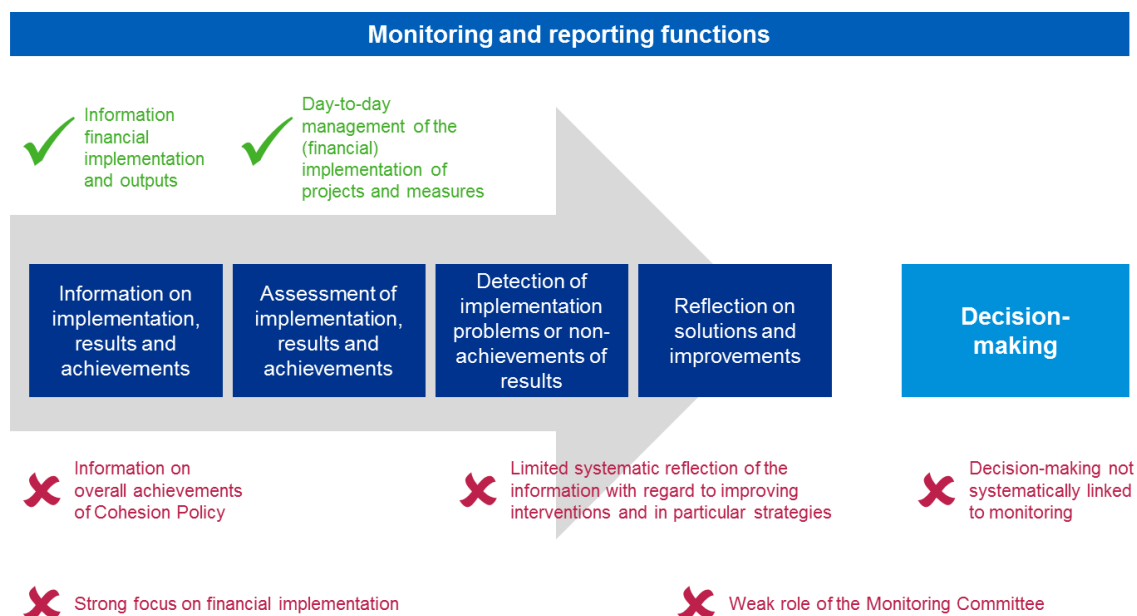 Monitoring and reporting functions
Information
financial
implementation
and outputs
Day-to-day
management of the
(financial)
implementation of
projects and measures
Information on
implementation,
results and
achievements
Assessment of
implementation,
results and
achievements
Detection of
implementation
problems or non-
achievements of
results
Reflection on
solutions and
improvements
Decision-
making
Information on
overall achievements
of Cohesion Policy
Limited systematic reflection of the
information with regard to improving
interventions and in particular strategies
Decision-making not
systematically linked
to monitoring
Strong focus on financial implementation
Weak role of the Monitoring Committee